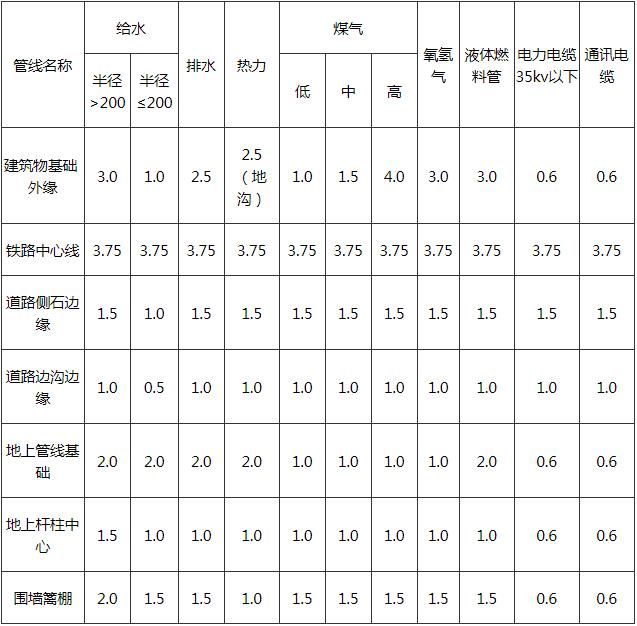 管线名称 给水 排水 热力 煤气 氧氢气 液体燃料管 电力电缆35kv以下 通讯电缆
半径>200 半径≤200 低 中 高
建筑物基础外缘 3.0 1.0 2.5 2.5（地沟） 1.0 1.5 4.0 3.0 3.0 0.6 0.6
铁路中心线 3.75 3.75 3.75 3.75 3.75 3.75 3.75 3.75 3.75 3.75 3.75
道路侧石边缘 1.5 1.0 1.5 1.5 1.5 1.5 1.5 1.5 1.5 1.5 1.5
道路边沟边缘 1.0 0.5 1.0 1.0 1.0 1.0 1.0 1.0 1.0 1.0 1.0
地上管线基础 2.0 2.0 2.0 2.0 1.0 1.0 1.0 1.0 2.0 0.6 0.6
地上杆柱中心 1.5 1.0 1.0 1.0 1.0 1.0 1.0 1.0 1.0 0.6 0.6
围墙篱棚 2.0 1.5 1.5 1.0 1.5 1.5 1.5 1.5 1.5 0.6 0.6